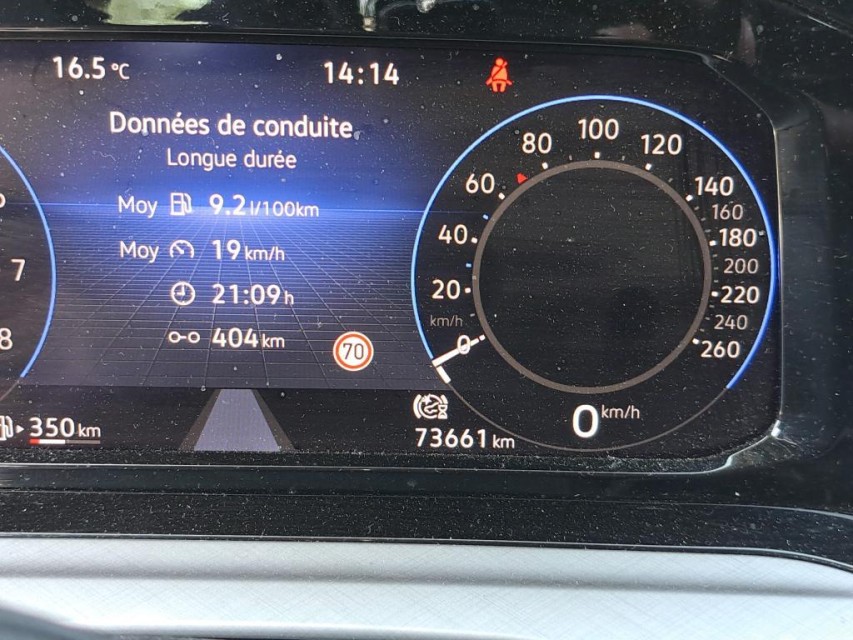 16.5 °C
14:14
Données de conduite
Longue durée
Moy 9.2 l/100km
Moy 19 km/h
21:09 h
404 km
70
350 km
7
8
0
20
40
60
80
100
120
140
160
180
200
220
240
260
km/h
0 km/h
73661 km